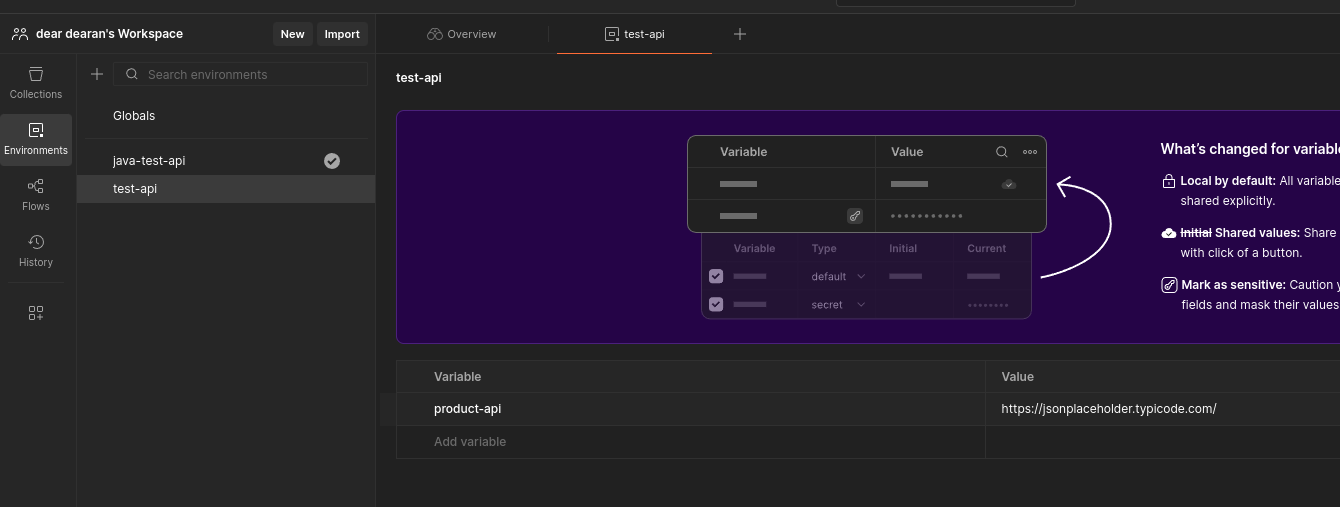 dear dearan's Workspace
New
Import
Overview
test-api
Collections
Environments
Flows
History
Search environments
Globals
java-test-api
test-api
test-api
Variable
Value
Variable
Type
Initial
Current
default
secret
What's changed for variabl
Local by default: All variable
shared explicitly.
Initial Shared values: Share
with click of a button.
Mark as sensitive: Caution y
fields and mask their values
Variable
Value
product-api
https://jsonplaceholder.typicode.com/
Add variable